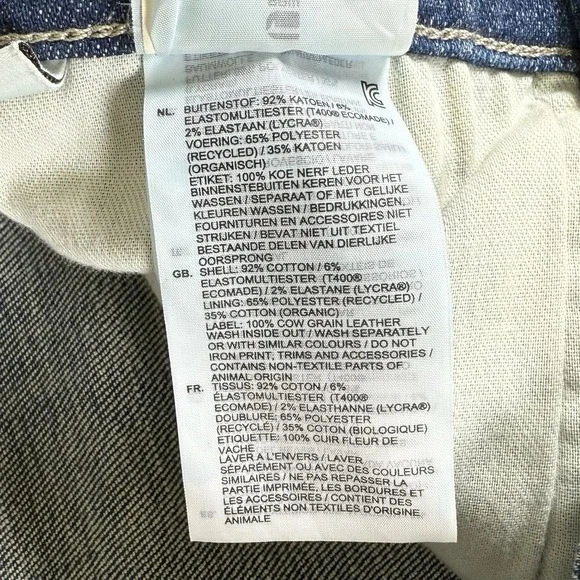 NL. BUITENSTOF: 92% KATOEN / 6%
ELASTOMULTIESTER (T400® ECOMADE) /
2% ELASTAAN (LYCRA®)
VOERING: 65% POLYESTER
(RECYCLED) / 35% KATOEN
(ORGANISCH)
ETIKET: 100% KOE NERF LEDER
BINNENSTEBUITEN KEREN VOOR HET
WASSEN / SEPARAAT OF MET GELIJKE
KLEUREN WASSEN / BEDRUKKINGEN,
FOURNITUREN EN ACCESSOIRES NIET
STRIJKEN / BEVAT NIET UIT TEXTIEL
BESTAANDE DELEN VAN DIERLIJKE
OORSPRONG
GB. SHELL: 92% COTTON / 6%
ELASTOMULTIESTER (T400®
ECOMADE) / 2% ELASTANE (LYCRA®)
LINING: 65% POLYESTER (RECYCLED) /
35% COTTON (ORGANIC)
LABEL: 100% COW GRAIN LEATHER
WASH INSIDE OUT / WASH SEPARATELY
OR WITH SIMILAR COLOURS / DO NOT
IRON PRINT, TRIMS AND ACCESSORIES /
CONTAINS NON-TEXTILE PARTS OF
ANIMAL ORIGIN
FR. TISSUS: 92% COTON / 6%
ÉLASTOMULTIESTER (T400®
ECOMADE) / 2% ELASTHANNE (LYCRA®)
DOUBLURE: 65% POLYESTER
(RECYCLÉ) / 35% COTON (BIOLOGIQUE)
ETIQUETTE: 100% CUIR FLEUR DE
VACHE
LAVER A L'ENVERS / LAVER
SÉPARÉMENT OU AVEC DES COULEURS
SIMILAIRES / NE PAS REPASSER LA
PARTIE IMPRIMÉE, LES BORDURES ET
LES ACCESSOIRES / CONTIENT DES
ÉLÉMENTS NON TEXTILES D'ORIGINE
ANIMALE